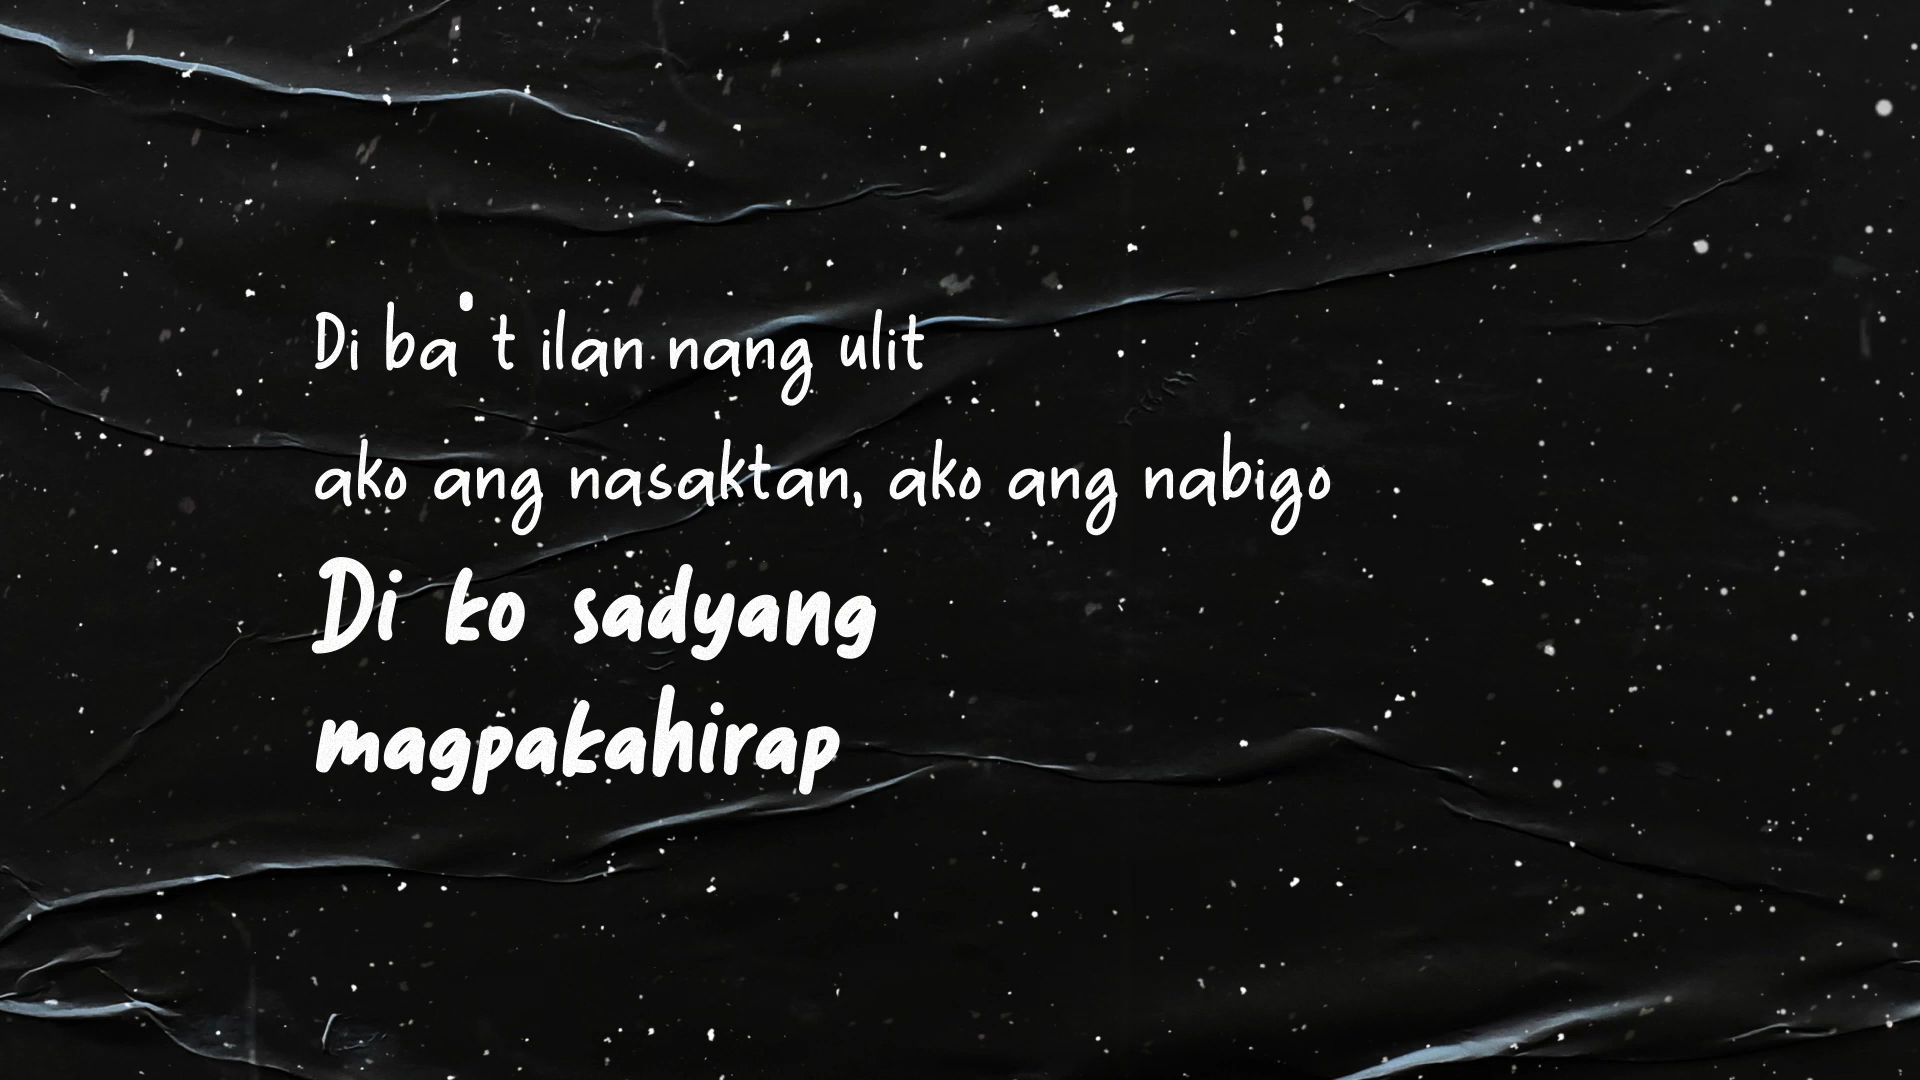 Di ba't ilan nang ulit
ako ang nasaktan, ako ang nabigo
Di ko sadyang
magpakahirap